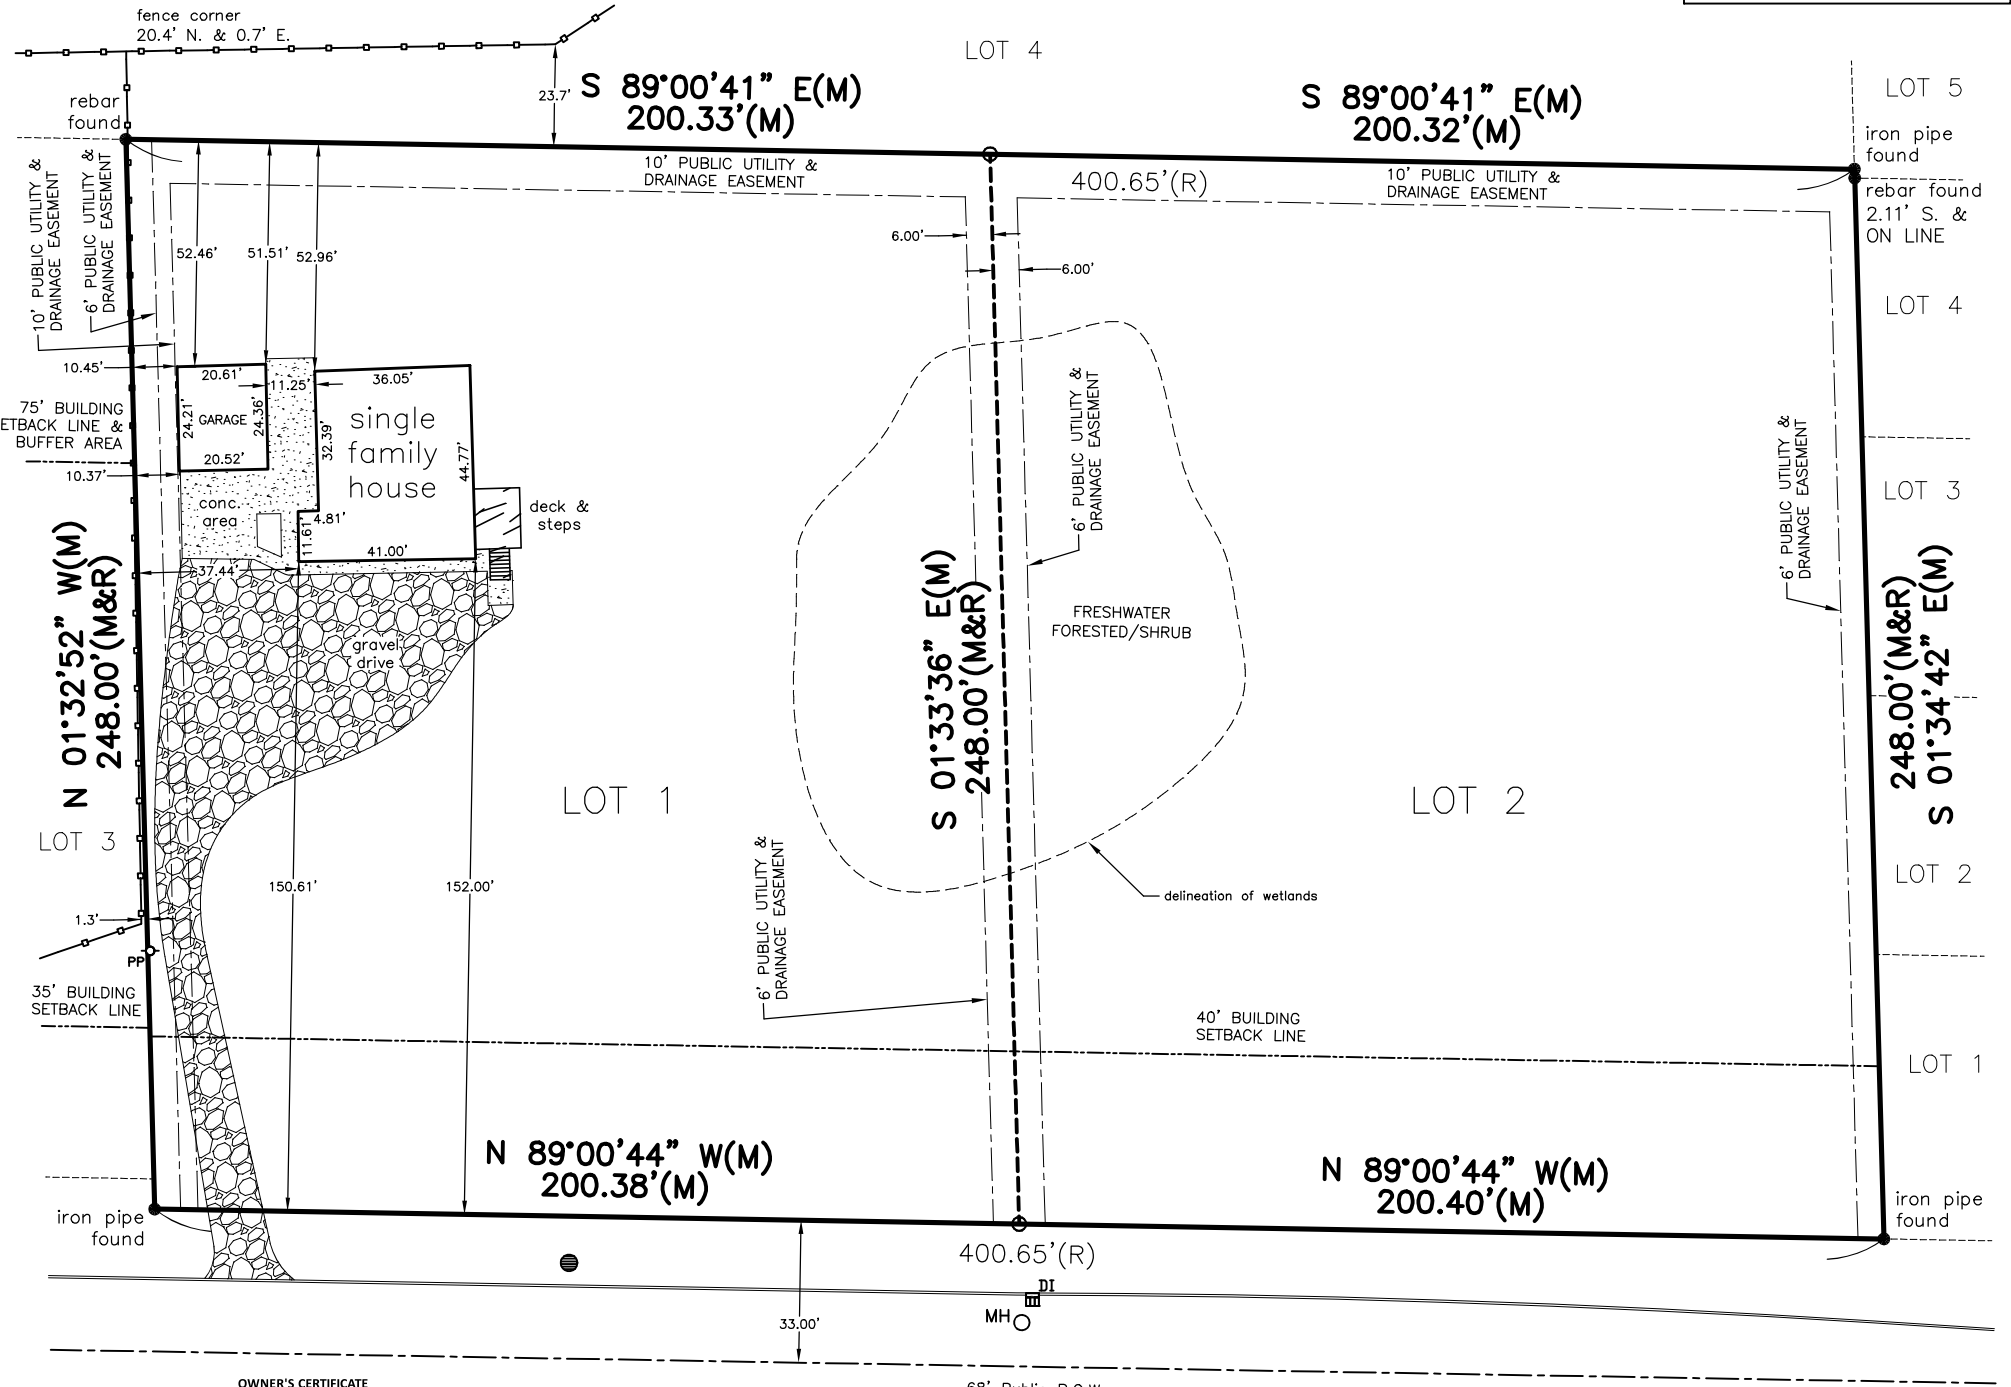 fence corner
20.4' N. & 0.7' E.
LOT 4
23.7'
S 89°00'41" E(M)
200.33'(M)
S 89°00'41" E(M)
200.32'(M)
LOT 5
rebar
found
iron pipe
found
10' PUBLIC UTILITY &
DRAINAGE EASEMENT
400.65'(R)
10' PUBLIC UTILITY &
DRAINAGE EASEMENT
rebar found
2.11' S. &
ON LINE
10' PUBLIC UTILITY &
DRAINAGE EASEMENT
6' PUBLIC UTILITY &
DRAINAGE EASEMENT
52.46'
51.51'
52.96'
6.00'
6.00'
LOT 4
10.45'
20.61'
11.25'
36.05'
75' BUILDING
ETBACK LINE &
BUFFER AREA
24.21'
GARAGE
24.36'
32.39'
single
family
house
44.77'
20.52'
10.37'
conc.
area
4.81'
11.61'
41.00'
deck &
steps
37.44'
6' PUBLIC UTILITY &
DRAINAGE EASEMENT
6' PUBLIC UTILITY &
DRAINAGE EASEMENT
LOT 3
N 01°32'52" W(M)
248.00'(M&R)
gravel
drive
S 01°33'36" E(M)
248.00'(M&R)
FRESHWATER
FORESTED/SHRUB
248.00'(M&R)
S 01°34'42" E(M)
LOT 1
LOT 2
LOT 3
LOT 2
150.61'
152.00'
delineation of wetlands
1.3'
PP
6' PUBLIC UTILITY &
DRAINAGE EASEMENT
35' BUILDING
SETBACK LINE
40' BUILDING
SETBACK LINE
LOT 1
N 89°00'44" W(M)
200.38'(M)
N 89°00'44" W(M)
200.40'(M)
iron pipe
found
iron pipe
found
400.65'(R)
DI
MH
33.00'
OWNER'S CERTIFICATE
68' Public R.O.W.